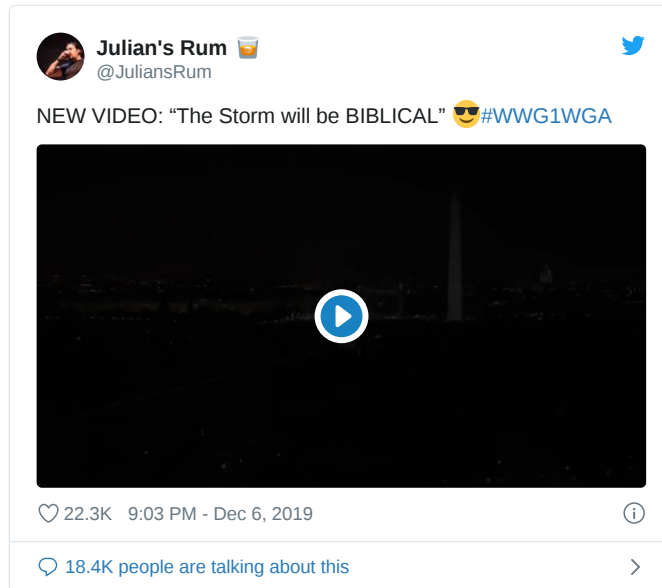 Julian's Rum 🥃
@JuliansRum
NEW VIDEO: “The Storm will be BIBLICAL” 😎#WWG1WGA
22.3K 9:03 PM - Dec 6, 2019
18.4K people are talking about this